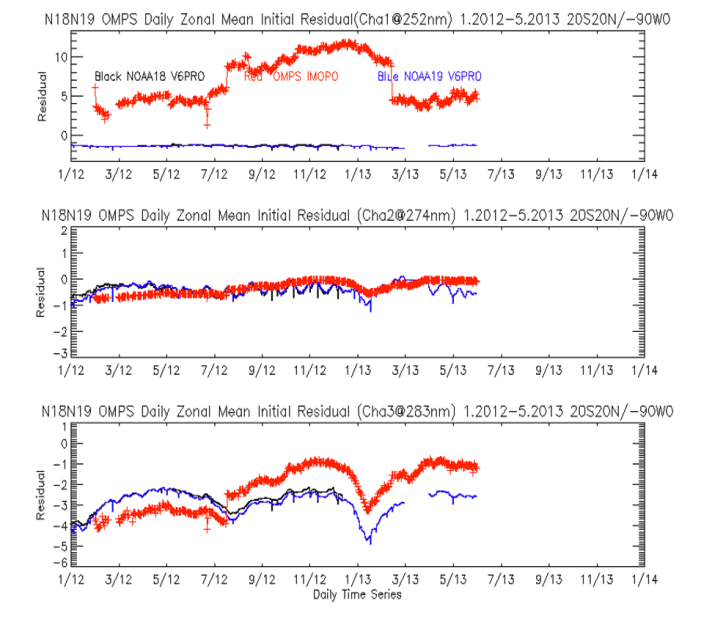 N18N19 OMPS Daily Zonal Mean Initial Residual(Cha1@252nm) 1.2012-5.2013 20S20N/-90WO
10
5
0
Residual
Black NOAA18 V6PRO Red OMPS IMOPO Blue NOAA19 V6PRO
1/12 3/12 5/12 7/12 9/12 11/12 1/13 3/13 5/13 7/13 9/13 11/13 1/14
N18N19 OMPS Daily Zonal Mean Initial Residual (Cha2@274nm) 1.2012-5.2013 20S20N/-90WO
2
1
0
-1
-2
-3
Residual
1/12 3/12 5/12 7/12 9/12 11/12 1/13 3/13 5/13 7/13 9/13 11/13 1/14
N18N19 OMPS Daily Zonal Mean Initial Residual (Cha3@283nm) 1.2012-5.2013 20S20N/-90WO
1
0
-1
-2
-3
-4
-5
-6
Residual
1/12 3/12 5/12 7/12 9/12 11/12 1/13 3/13 5/13 7/13 9/13 11/13 1/14
Daily Time Series